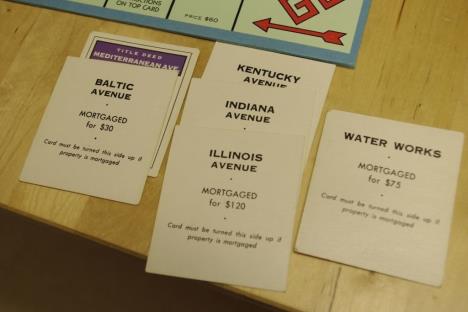 ON TOP CARD
PRICE $60
GO
TITLE DEED
MEDITERRANEAN AVE.
BALTIC
AVENUE
MORTGAGED
for $30
Card must be turned this side up if
property is mortgaged
KENTUCKY
AVENUE
INDIANA
AVENUE
ILLINOIS
AVENUE
MORTGAGED
for $120
Card must be turned this side up if
property is mortgaged
WATER WORKS
MORTGAGED
for $75
Card must be turned this side up if
property is mortgaged